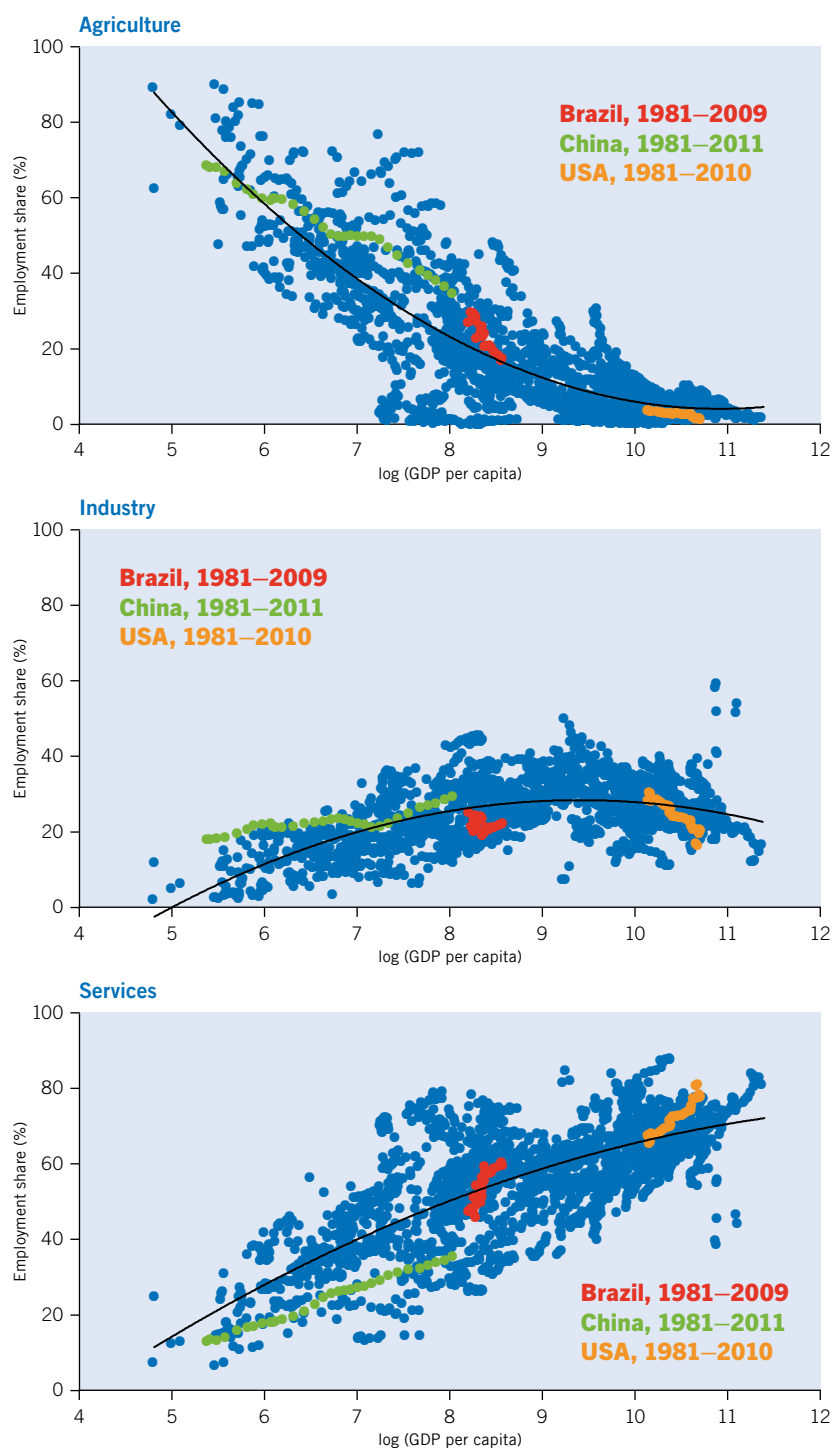 Agriculture
100
80
60
40
20
0
Employment share (%)
Brazil, 1981–2009
China, 1981–2011
USA, 1981–2010
4 5 6 7 8 9 10 11 12
log (GDP per capita)
Industry
100
80
60
40
20
0
Employment share (%)
Brazil, 1981–2009
China, 1981–2011
USA, 1981–2010
4 5 6 7 8 9 10 11 12
log (GDP per capita)
Services
100
80
60
40
20
0
Employment share (%)
Brazil, 1981–2009
China, 1981–2011
USA, 1981–2010
4 5 6 7 8 9 10 11 12
log (GDP per capita)